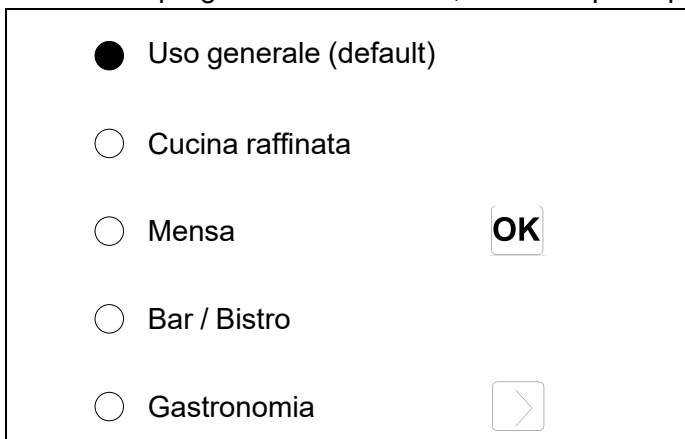 Uso generale (default)
Cucina raffinata
Mensa
OK
Bar / Bistro
Gastronomia